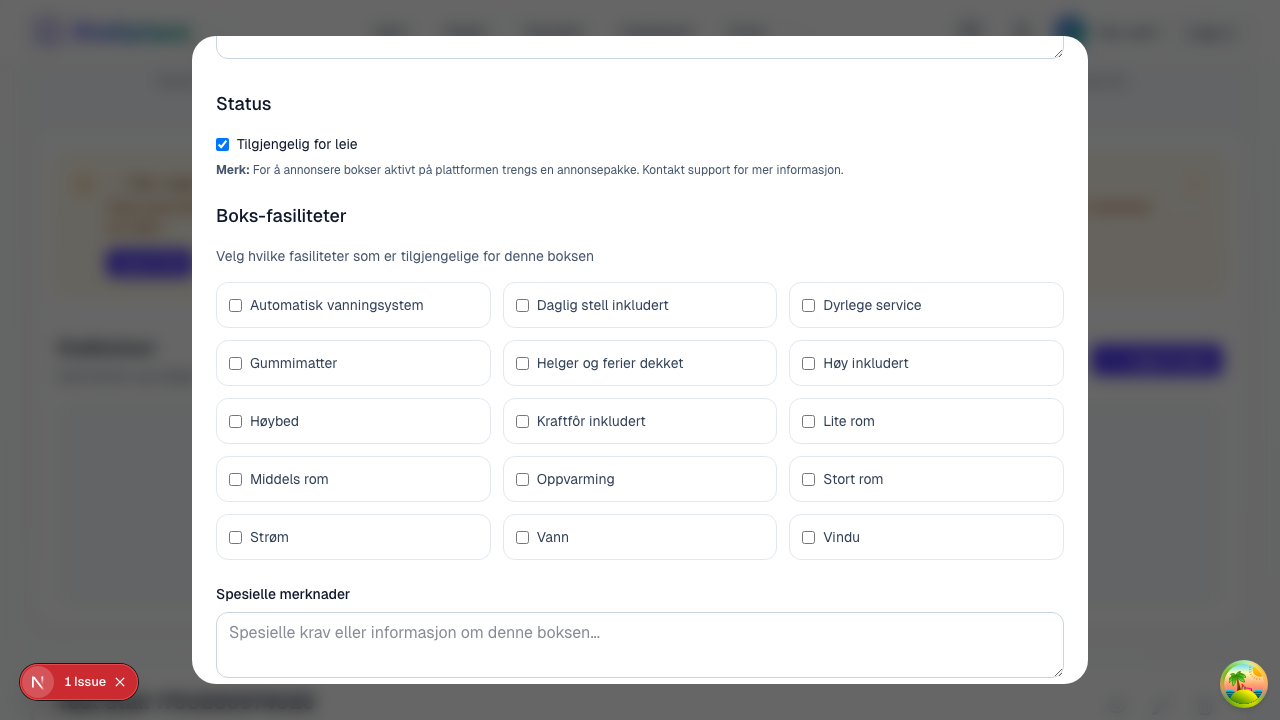 Status
Tilgjengelig for leie
Merk: For å annonsere bokser aktivt på plattformen trengs en annonsepakke. Kontakt support for mer informasjon.
Boks-fasiliteter
Velg hvilke fasiliteter som er tilgjengelige for denne boksen
Automatisk vanningsystem
Daglig stell inkludert
Dyrlege service
Gummimatter
Helger og ferier dekket
Høy inkludert
Høybed
Kraftfôr inkludert
Lite rom
Middels rom
Oppvarming
Stort rom
Strøm
Vann
Vindu
Spesielle merknader
Spesielle krav eller informasjon om denne boksen...
N
1 Issue